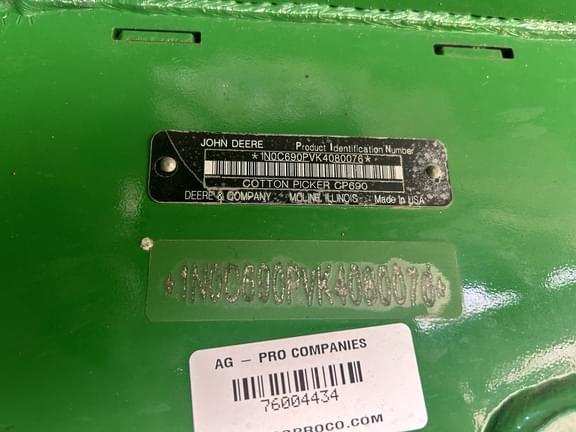 JOHN DEERE Product Identification Number
*1N0C690PVK4080076*
COTTON PICKER CP690
DEERE & COMPANY MOLINE, ILLINOIS Made In USA
*1N0C690PVK4080076*
AG – PRO COMPANIES
76004434
PROCO.COM